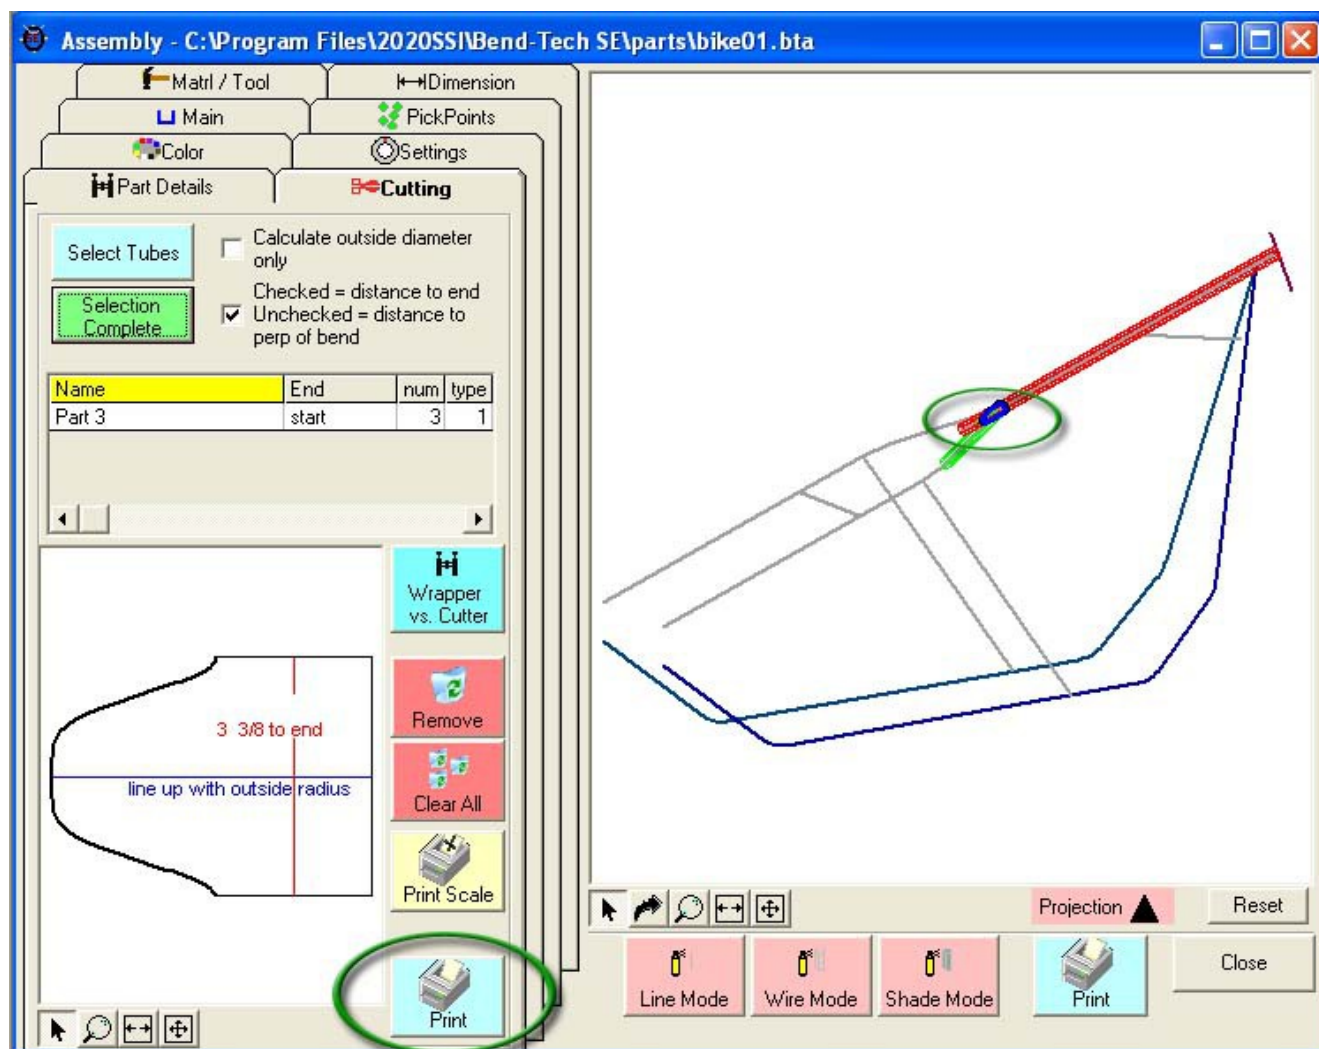 Assembly - C:\Program Files\2020SSI\Bend-Tech SE\parts\bike01.bta
Matrl / Tool
Dimension
Main
PickPoints
Color
Settings
Part Details
Cutting
Select Tubes
Calculate outside diameter
only
Selection
Complete
Checked = distance to end
Unchecked = distance to
perp of bend
Name End num type
Part 3 start 3 1
Wrapper
vs. Cutter
3 3/8 to end
line up with outside radius
Remove
Clear All
Print Scale
Print
Projection
Reset
Line Mode
Wire Mode
Shade Mode
Print
Close